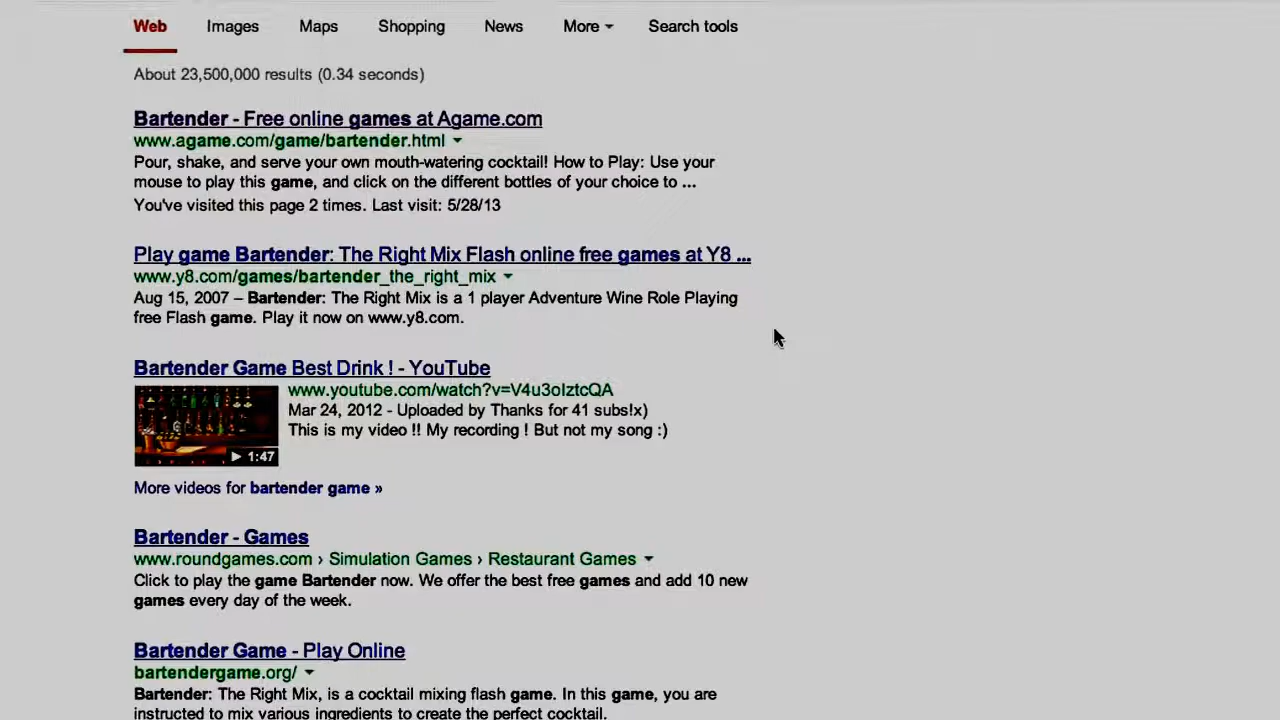 Web Images Maps Shopping News More Search tools
About 23,500,000 results (0.34 seconds)
Bartender - Free online games at Agame.com
www.agame.com/game/bartender.html
Pour, shake, and serve your own mouth-watering cocktail! How to Play: Use your
mouse to play this game, and click on the different bottles of your choice to ...
You've visited this page 2 times. Last visit: 5/28/13
Play game Bartender: The Right Mix Flash online free games at Y8 ...
www.y8.com/games/bartender_the_right_mix
Aug 15, 2007 – Bartender: The Right Mix is a 1 player Adventure Wine Role Playing
free Flash game. Play it now on www.y8.com.
Bartender Game Best Drink ! - YouTube
www.youtube.com/watch?v=V4u3oIztcQA
Mar 24, 2012 - Uploaded by Thanks for 41 subs!x)
This is my video !! My recording ! But not my song :)
1:47
More videos for bartender game »
Bartender - Games
www.roundgames.com › Simulation Games › Restaurant Games
Click to play the game Bartender now. We offer the best free games and add 10 new
games every day of the week.
Bartender Game - Play Online
bartendergame.org/
Bartender: The Right Mix, is a cocktail mixing flash game. In this game, you are
instructed to mix various ingredients to create the perfect cocktail.